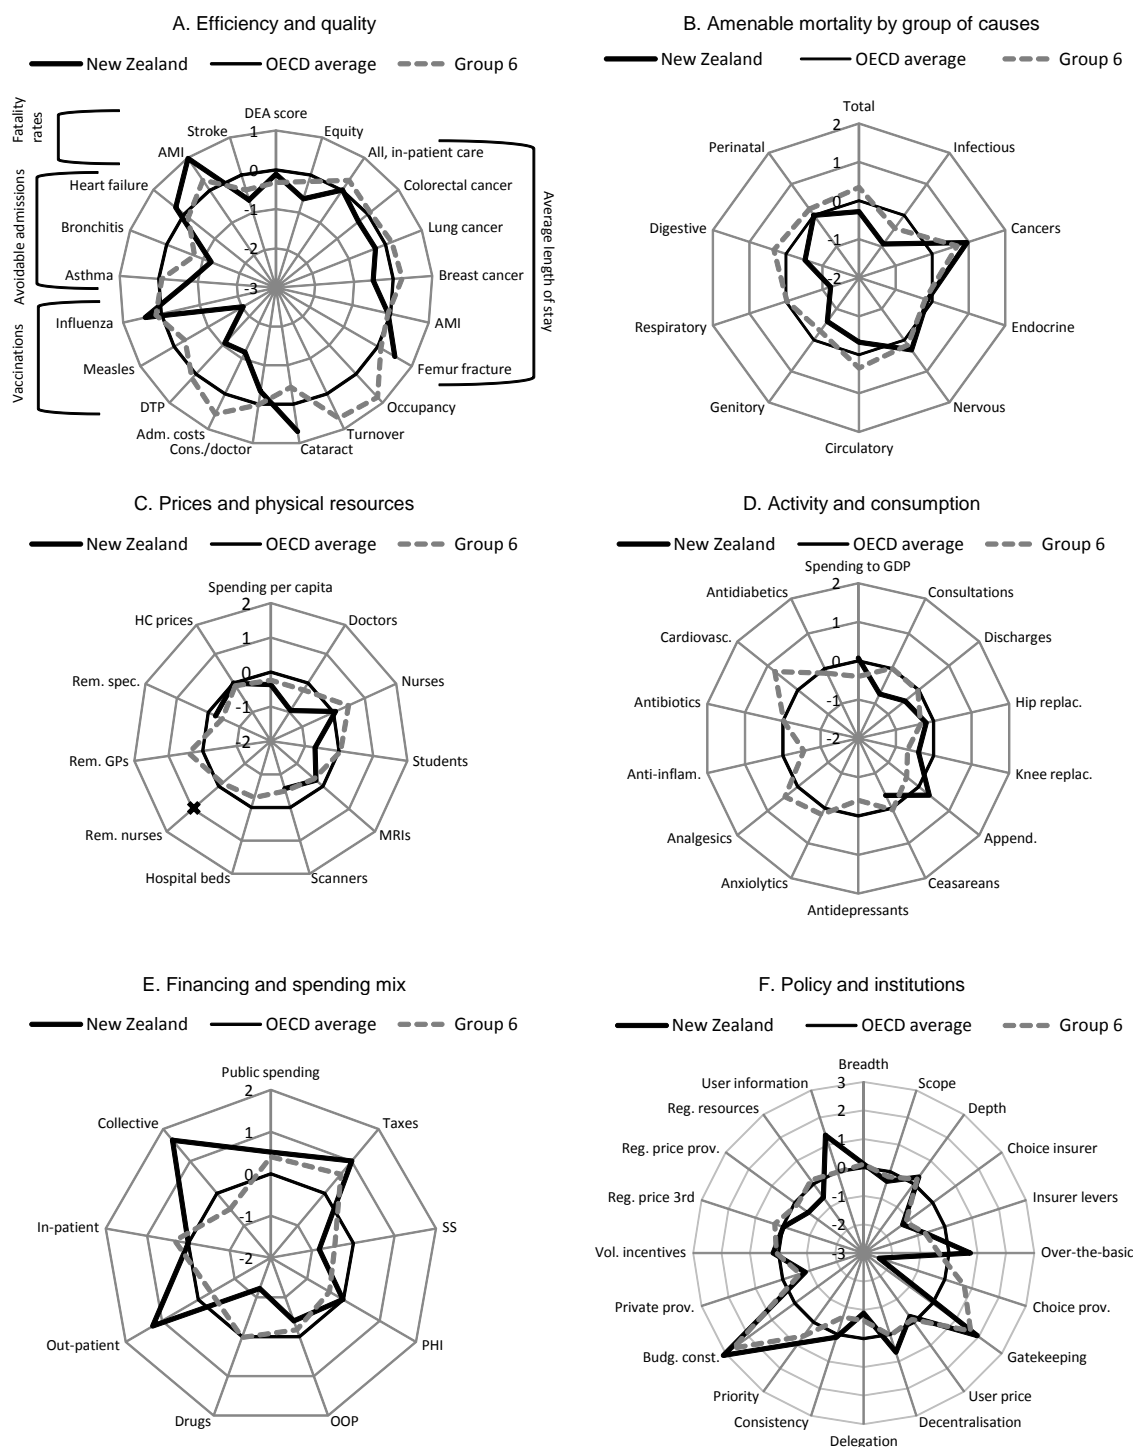 A. Efficiency and quality
New Zealand
OECD average
Group 6
Fatality rates
Avoidable admissions
Vaccinations
Average length of stay
DEA score
Equity
All, in-patient care
Colorectal cancer
Lung cancer
Breast cancer
AMI
Femur fracture
Occupancy
Turnover
Cataract
Cons./doctor
Adm. costs
DTP
Measles
Influenza
Asthma
Bronchitis
Heart failure
AMI
Stroke
1
0
-1
-2
-3
B. Amenable mortality by group of causes
New Zealand
OECD average
Group 6
Total
Infectious
Cancers
Endocrine
Nervous
Circulatory
Genitory
Respiratory
Digestive
Perinatal
2
1
0
-1
-2
C. Prices and physical resources
New Zealand
OECD average
Group 6
Spending per capita
Doctors
Nurses
Students
MRIs
Scanners
Hospital beds
Rem. nurses
Rem. GPs
Rem. spec.
HC prices
2
1
0
-1
-2
D. Activity and consumption
New Zealand
OECD average
Group 6
Spending to GDP
Consultations
Discharges
Hip replac.
Knee replac.
Append.
Ceasareans
Antidepressants
Anxiolytics
Analgesics
Anti-inflam.
Antibiotics
Cardiovasc.
Antidiabetics
2
1
0
-1
-2
E. Financing and spending mix
New Zealand
OECD average
Group 6
Public spending
Taxes
SS
PHI
OOP
Drugs
Out-patient
In-patient
Collective
2
1
0
-1
-2
F. Policy and institutions
New Zealand
OECD average
Group 6
Breadth
Scope
Depth
Choice insurer
Insurer levers
Over-the-basic
Choice prov.
Gatekeeping
User price
Decentralisation
Delegation
Consistency
Priority
Budg. const.
Private prov.
Vol. incentives
Reg. price 3rd
Reg. price prov.
Reg. resources
User information
3
2
1
0
-1
-2
-3